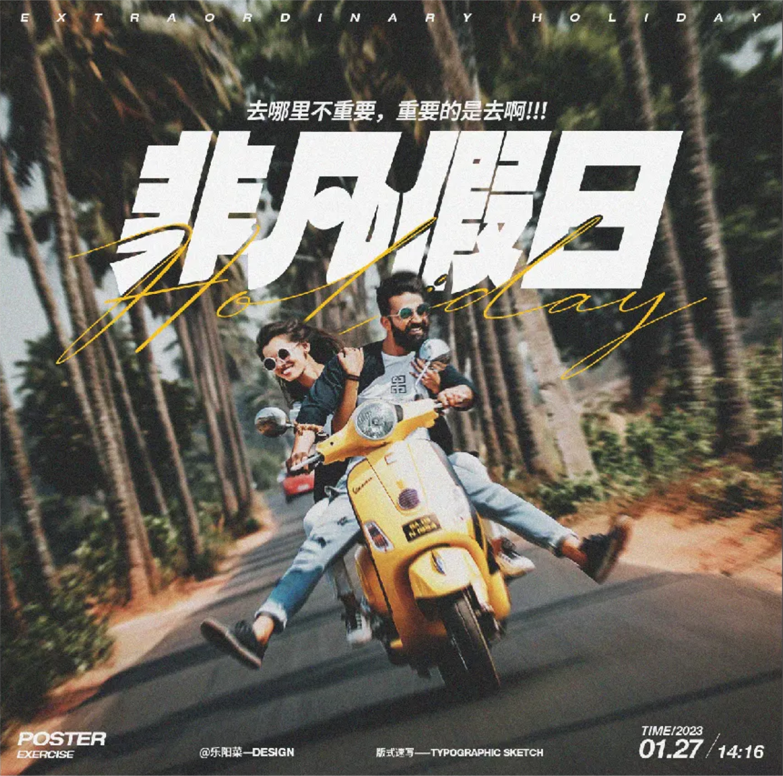 EXTRAORDINARY HOLIDAY
去哪里不重要，重要的是去啊!!!
非凡假日
Holiday
Vespa
POSTER
EXERCISE
@乐阳菜—DESIGN
版式速写——TYPOGRAPHIC SKETCH
TIME/2023
01.27/14:16